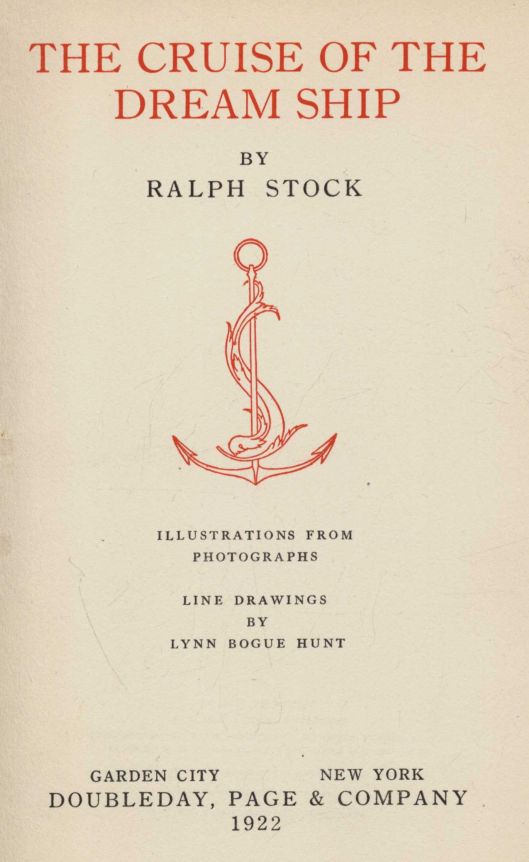 THE CRUISE OF THE
DREAM SHIP
BY
RALPH STOCK
ILLUSTRATIONS FROM
PHOTOGRAPHS
LINE DRAWINGS
BY
LYNN BOGUE HUNT
GARDEN CITY NEW YORK
DOUBLEDAY, PAGE & COMPANY
1922